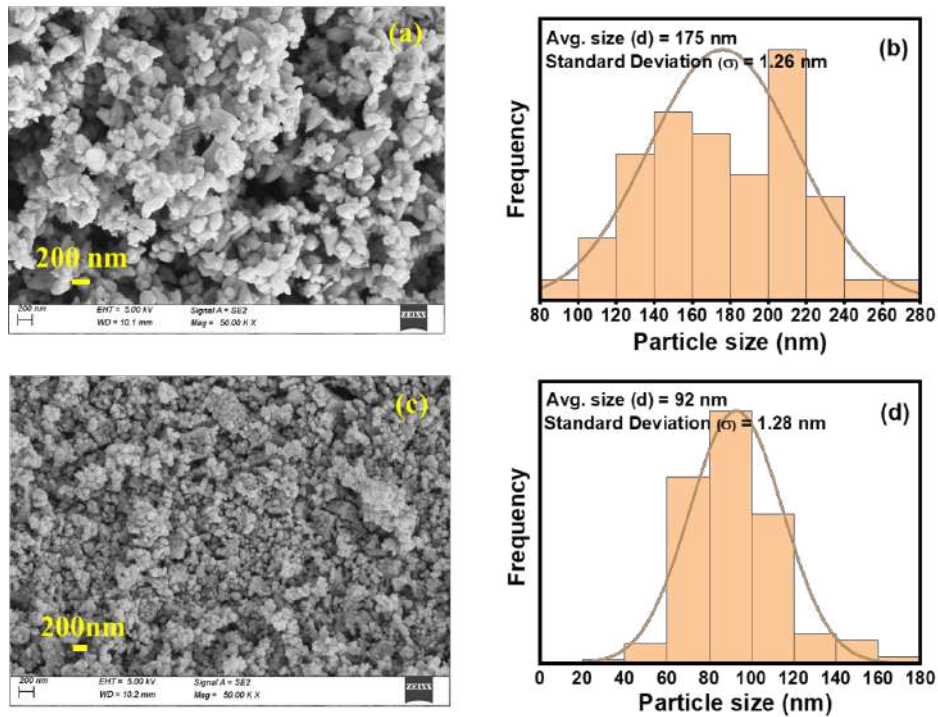 (a)
200 nm
200 nm
EHT = 5.00 kV
Signal A = SE2
WD = 10.1 mm
Mag = 50.00 K X
ZEISS
(b)
Avg. size (d) = 175 nm
Standard Deviation (σ) = 1.26 nm
Frequency
80 100 120 140 160 180 200 220 240 260 280
Particle size (nm)
(c)
200nm
200 nm
EHT = 5.00 kV
Signal A = SE2
WD = 10.2 mm
Mag = 50.00 K X
ZEISS
(d)
Avg. size (d) = 92 nm
Standard Deviation (σ) = 1.28 nm
Frequency
0 20 40 60 80 100 120 140 160 180
Particle size (nm)